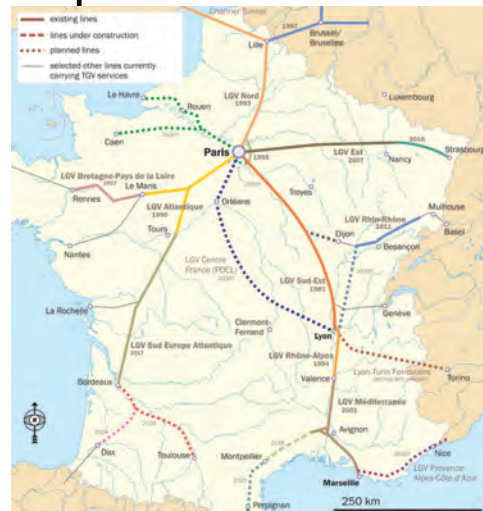 existing lines
lines under construction
planned lines
selected other lines currently
carrying TGV services
Channel Tunnel
1987
Brussel/
Bruxelles
Lille
LGV Nord
1993
Le Havre
Rouen
Luxembourg
Caen
Paris
1996
LGV Est
2007
2016
Strasbourg
Nancy
LGV Bretagne-Pays de la Loire
2017
Le Mans
Rennes
LGV Atlantique
1990
Orléans
Troyes
LGV Rhin-Rhône
2011
Mulhouse
Basel
Dijon
Besançon
Tours
Nantes
LGV Centre
France (POCL)
LGV Sud-Est
1981
Genève
La Rochelle
Clermont-
Ferrand
Lyon
LGV Rhône-Alpes
1994
Lyon-Turin Ferroviaire
LGV Sud Europe Atlantique
2017
Valence
Torino
Bordeaux
LGV Méditerranée
2001
Avignon
Nice
Dax
Toulouse
Montpellier
LGV Provence
Alpes-Côte d'Azur
Marseille
Perpignan
250 km